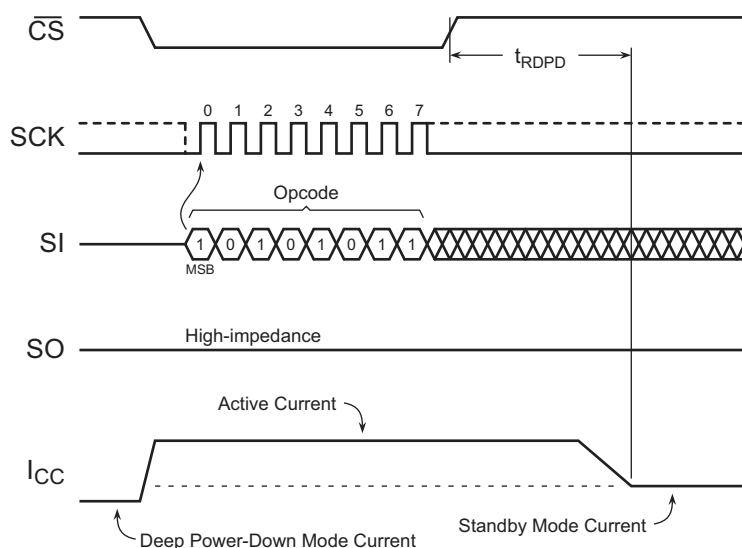 CS
tRDPD
SCK
0 1 2 3 4 5 6 7
Opcode
SI
1 0 1 0 1 0 1 1
MSB
SO
High-impedance
Active Current
ICC
Standby Mode Current
Deep Power-Down Mode Current